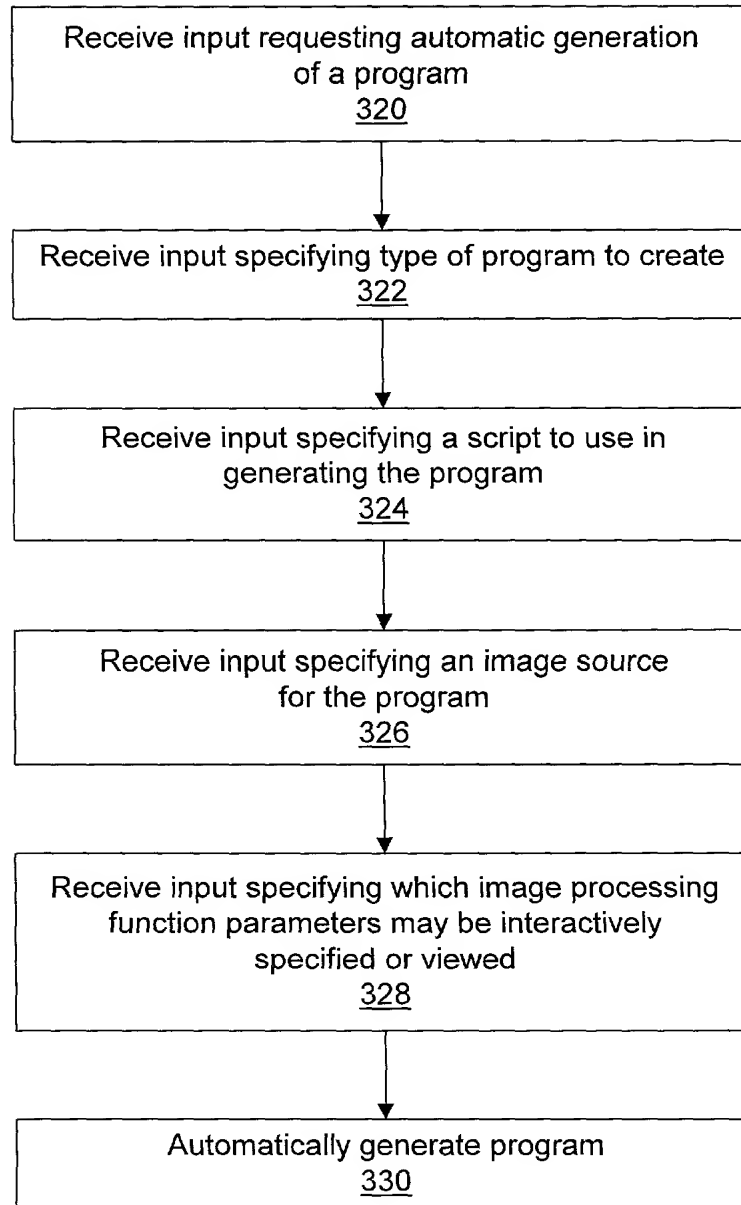 Receive input requesting automatic generation
of a program
320
Receive input specifying type of program to create
322
Receive input specifying a script to use in
generating the program
324
Receive input specifying an image source
for the program
326
Receive input specifying which image processing
function parameters may be interactively
specified or viewed
328
Automatically generate program
330